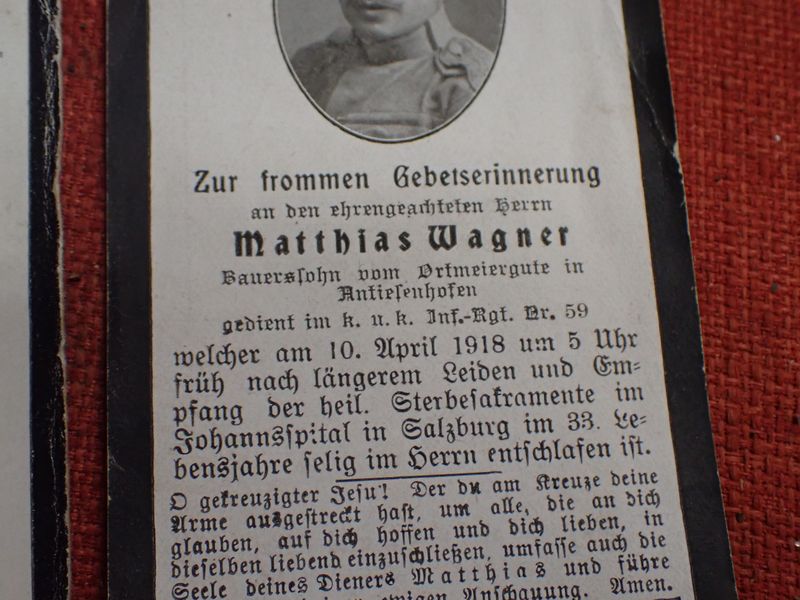 Zur frommen Gebetserinnerung
an den ehrengeachteten Herrn
Matthias Wagner
Bauerssohn vom Ortmeiergute in
Antiesenhofen
gedient im k. u. k. Inf.-Rgt. Nr. 59
welcher am 10. April 1918 um 5 Uhr
früh nach längerem Leiden und Em-
pfang der heil. Sterbesakramente im
Johannsspital in Salzburg im 33. Le-
bensjahre selig im Herrn entschlafen ist.
O gekreuzigter Jesu! Der du am Kreuze deine
Arme ausgestreckt hast, um alle, die an dich
glauben, auf dich hoffen und dich lieben, in
dieselben liebend einzuschließen, umfasse auch die
Seele deines Dieners Matthias und führe
ewigen Anschauung. Amen.